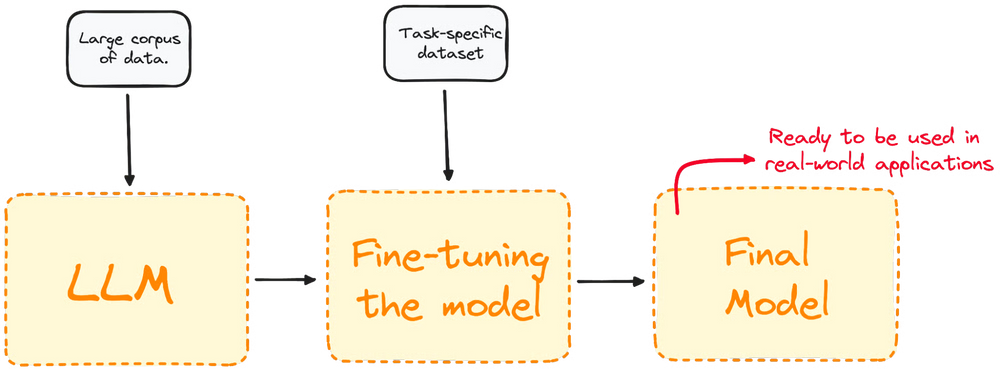 Large corpus
of data.
Task-specific
dataset
Ready to be used in
real-world applications
LLM
Fine-tuning
the model
Final
Model